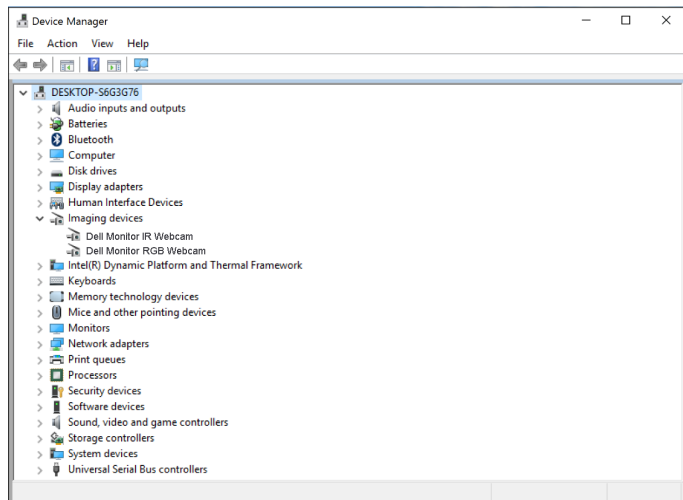 Device Manager
File Action View Help
DESKTOP-S6G3G76
Audio inputs and outputs
Batteries
Bluetooth
Computer
Disk drives
Display adapters
Human Interface Devices
Imaging devices
Dell Monitor IR Webcam
Dell Monitor RGB Webcam
Intel(R) Dynamic Platform and Thermal Framework
Keyboards
Memory technology devices
Mice and other pointing devices
Monitors
Network adapters
Print queues
Processors
Security devices
Software devices
Sound, video and game controllers
Storage controllers
System devices
Universal Serial Bus controllers